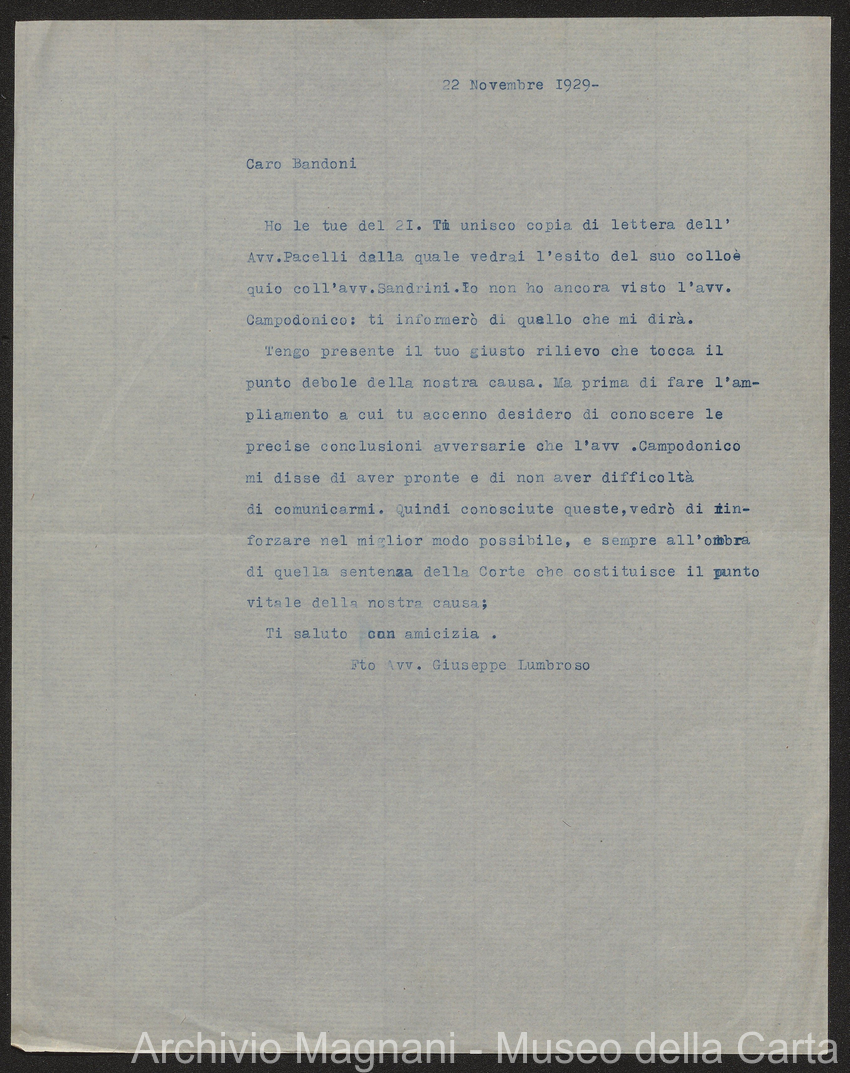 22 Novembre I929-
Caro Bandoni
Ho le tue del 2I. Ti unisco copia di lettera dell'
Avv.Pacelli dalla quale vedrai l'esito del suo colloè
quio coll'avv.Sandrini.Io non ho ancora visto l'avv.
Campodonico: ti informerò di quello che mi dirà.
Tengo presente il tuo giusto rilievo che tocca il
punto debole della nostra causa. Ma prima di fare l'am-
pliamento a cui tu accenno desidero di conoscere le
precise conclusioni avversarie che l'avv .Campodonico
mi disse di aver pronte e di non aver difficoltà
di comunicarmi. Quindi conosciute queste,vedrò di rin-
forzare nel miglior modo possibile, e sempre all'ombra
di quella sentenza della Corte che costituisce il punto
vitale della nostra causa;
Ti saluto con amicizia .
Fto Avv. Giuseppe Lumbroso
Archivio Magnani - Museo della Carta